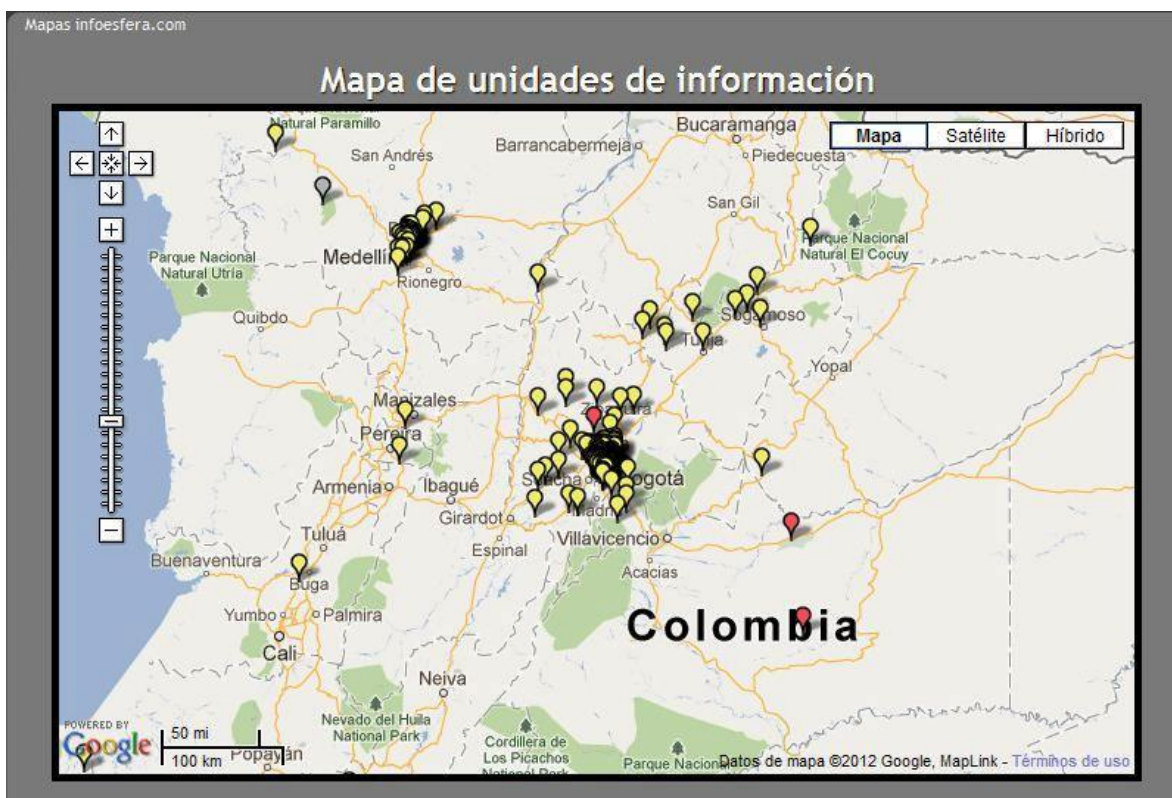 Mapas infoesfera.com
Mapa de unidades de información
Natural Paramillo
Bucaramanga
Mapa
Satélite
Híbrido
San Andrés
Barrancabermeja
Piedecuesta
San Gil
Parque Nacional
Natural El Cocuy
Parque Nacional
Natural Utría
Medellín
Rionegro
Quibdo
Sogamoso
Tunja
Yopal
Manizales
Pereira
Armenia
Ibagué
Bogotá
Girardot
Villavicencio
Espinal
Tuluá
Buenaventura
Buga
Acacias
Yumbo
Palmira
Colombia
Cali
Neiva
Nevado del Huila
National Park
Cordillera de
Los Picachos
National Park
Parque Nacional
POWERED BY
Google
50 mi
100 km
Popayán
Datos de mapa ©2012 Google, MapLink - Términos de uso